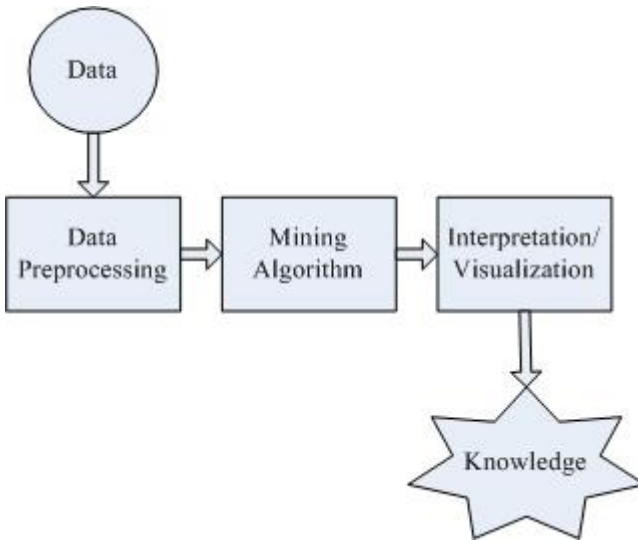 Data
Data
Preprocessing
Mining
Algorithm
Interpretation/
Visualization
Knowledge